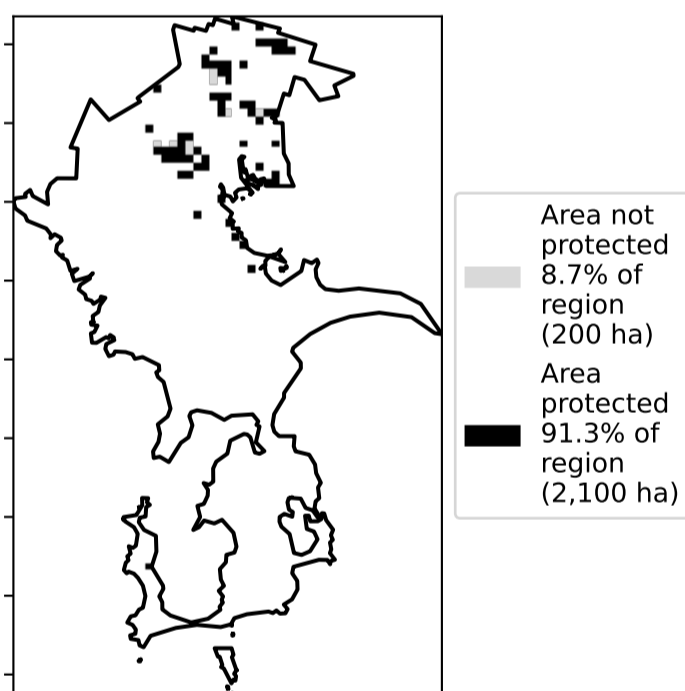 Area not
protected
8.7% of
region
(200 ha)
Area
protected
91.3% of
region
(2,100 ha)